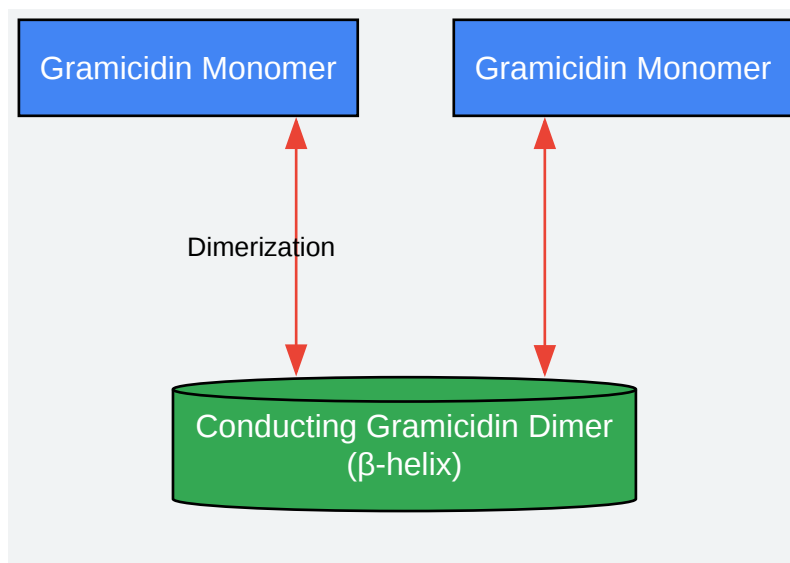 Gramicidin Monomer
Gramicidin Monomer
Dimerization
Conducting Gramicidin Dimer
(β-helix)